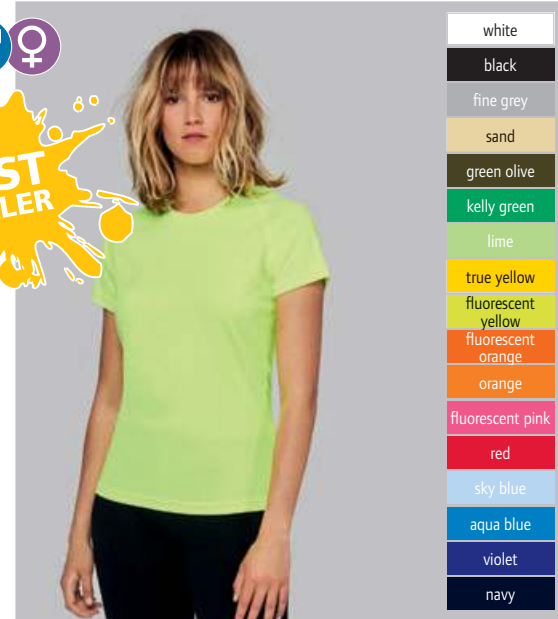 ST
LER
white
black
fine grey
sand
green olive
kelly green
lime
true yellow
fluorescent
yellow
fluorescent
orange
orange
fluorescent pink
red
sky blue
aqua blue
violet
navy